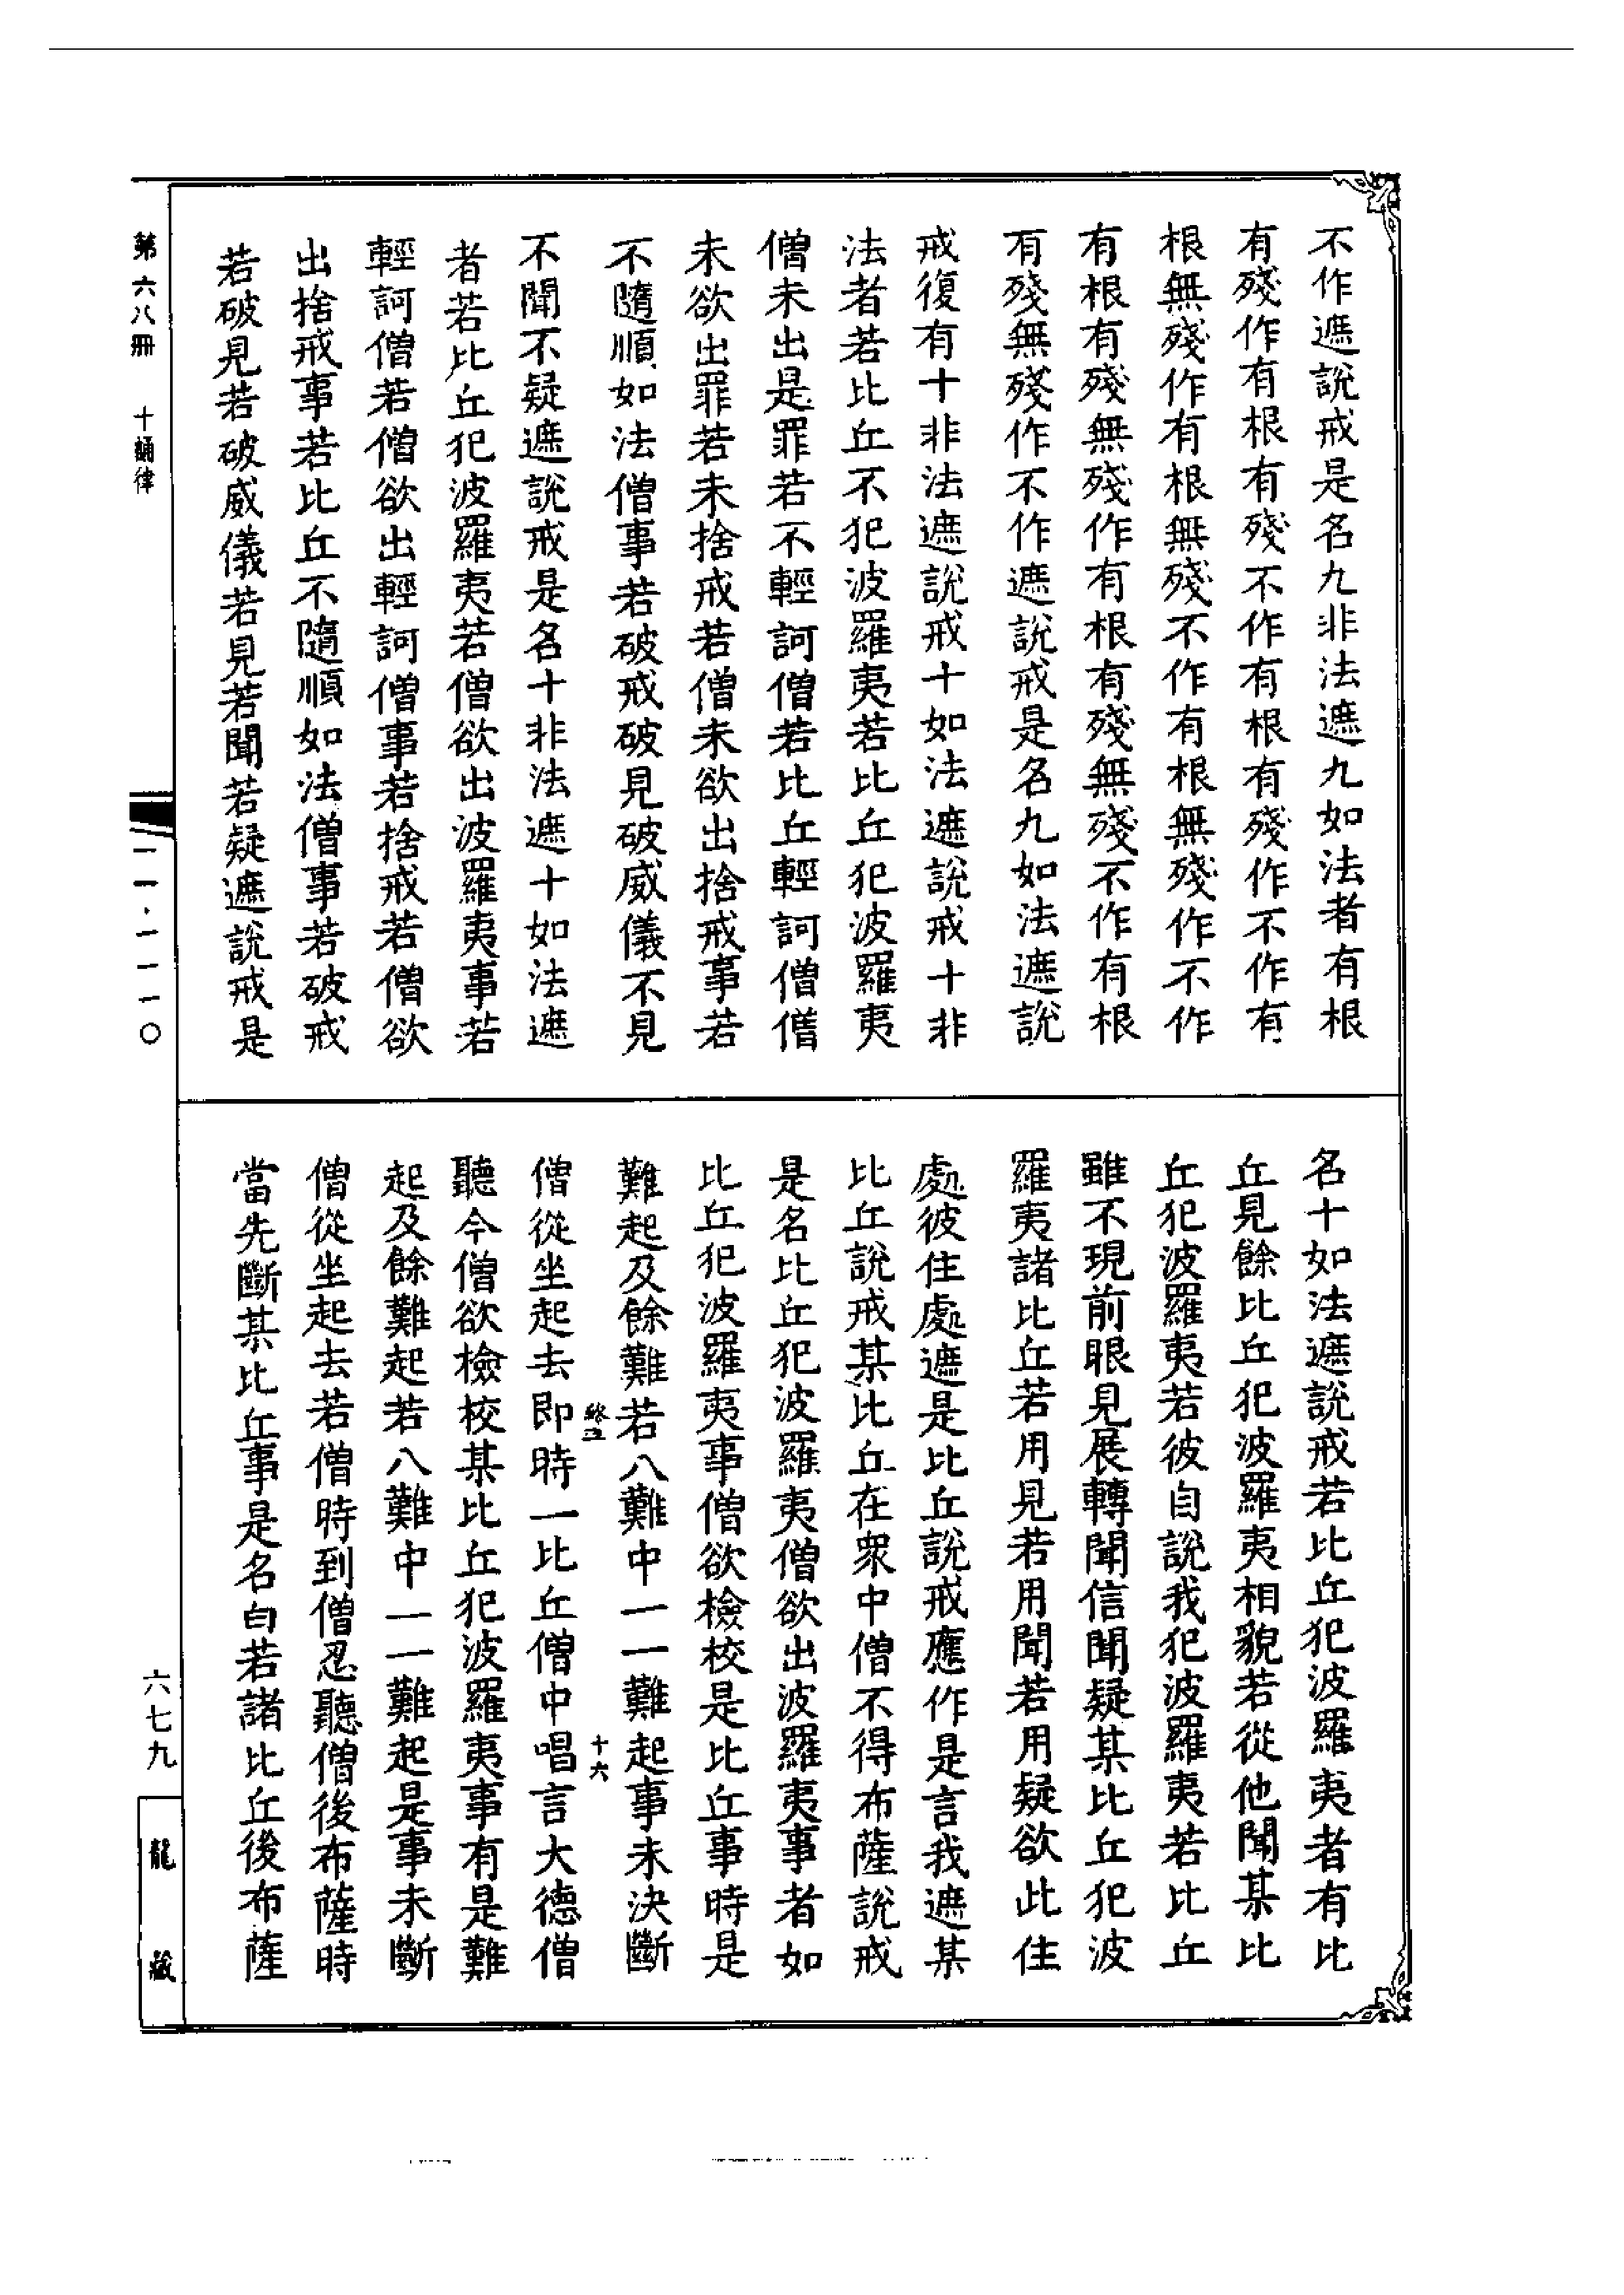 不作遮說戒是名九非法遮九如法者有根
有殘作有根有殘不作有根有殘作不作有
根無殘作有根無殘不作有根無殘作不作
有根有殘無殘作有根有殘無殘不作有根
有殘無殘作不作遮說戒是名九如法遮說
戒復有十非法遮說戒十如法遮說戒十非
法者若比丘不犯波羅夷若比丘犯波羅夷
僧未出是罪若不輕訶僧若比丘輕訶僧僧
未欲出罪若未捨戒若僧未欲出捨戒事若
不隨順如法僧事若破戒破見破威儀不見
不聞不疑遮說戒是名十非法遮十如法遮
者若比丘犯波羅夷若僧欲出波羅夷事若
輕訶僧若僧欲出輕訶僧事若捨戒若僧欲
出捨戒事若比丘不隨順如法僧事若破戒
若破見若破威儀若見若聞若疑遮說戒是
名十如法遮說戒若比丘犯波羅夷者有比
丘見餘比丘犯波羅夷相貌若從他聞某比
丘犯波羅夷若彼自說我犯波羅夷若比丘
雖不現前眼見展轉聞信聞疑某比丘犯波
羅夷諸比丘若用見若用聞若用疑欲此住
處彼住處遮是比丘說戒應作是言我遮某
比丘說戒某比丘在衆中僧不得布薩說戒
是名比丘犯波羅夷僧欲出波羅夷事者如
比丘犯波羅夷事僧欲檢校是比丘事時是
難起及餘難若八難中一一難起事未決斷
十六
僧從坐起去即時一比丘僧中唱言大德僧
聽今僧欲檢校某比丘犯波羅夷事有是難
起及餘難起若八難中一一難起是事未斷
僧從坐起去若僧時到僧忍聽僧後布薩時
當先斷某比丘事是名白若諸比丘後布薩
第六八冊 十誦律
一一·一一一〇
六七九
龍藏